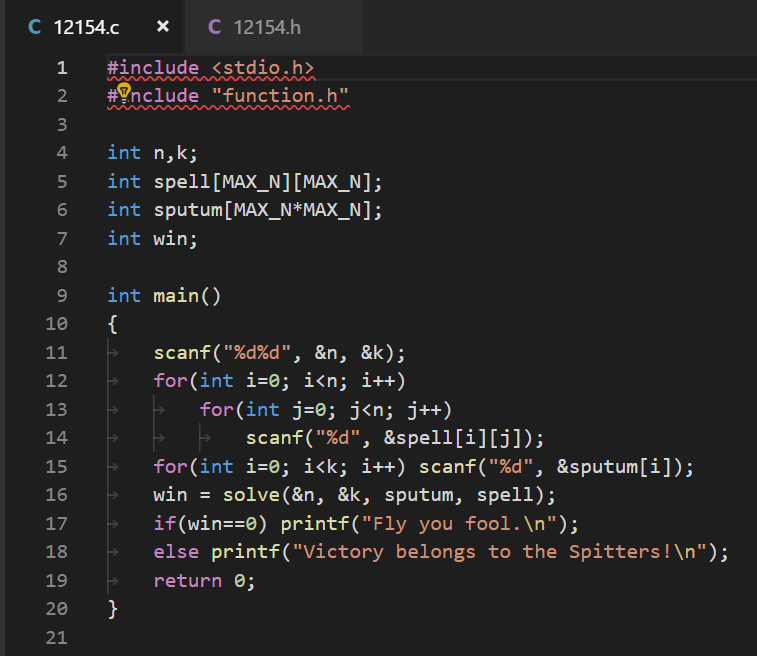 C 12154.c × C 12154.h
1 #include <stdio.h>
2 #include "function.h"
3
4 int n,k;
5 int spell[MAX_N][MAX_N];
6 int sputum[MAX_N*MAX_N];
7 int win;
8
9 int main()
10 {
11 scanf("%d%d", &n, &k);
12 for(int i=0; i<n; i++)
13 for(int j=0; j<n; j++)
14 scanf("%d", &spell[i][j]);
15 for(int i=0; i<k; i++) scanf("%d", &sputum[i]);
16 win = solve(&n, &k, sputum, spell);
17 if(win==0) printf("Fly you fool.\n");
18 else printf("Victory belongs to the Spitters!\n");
19 return 0;
20 }
21